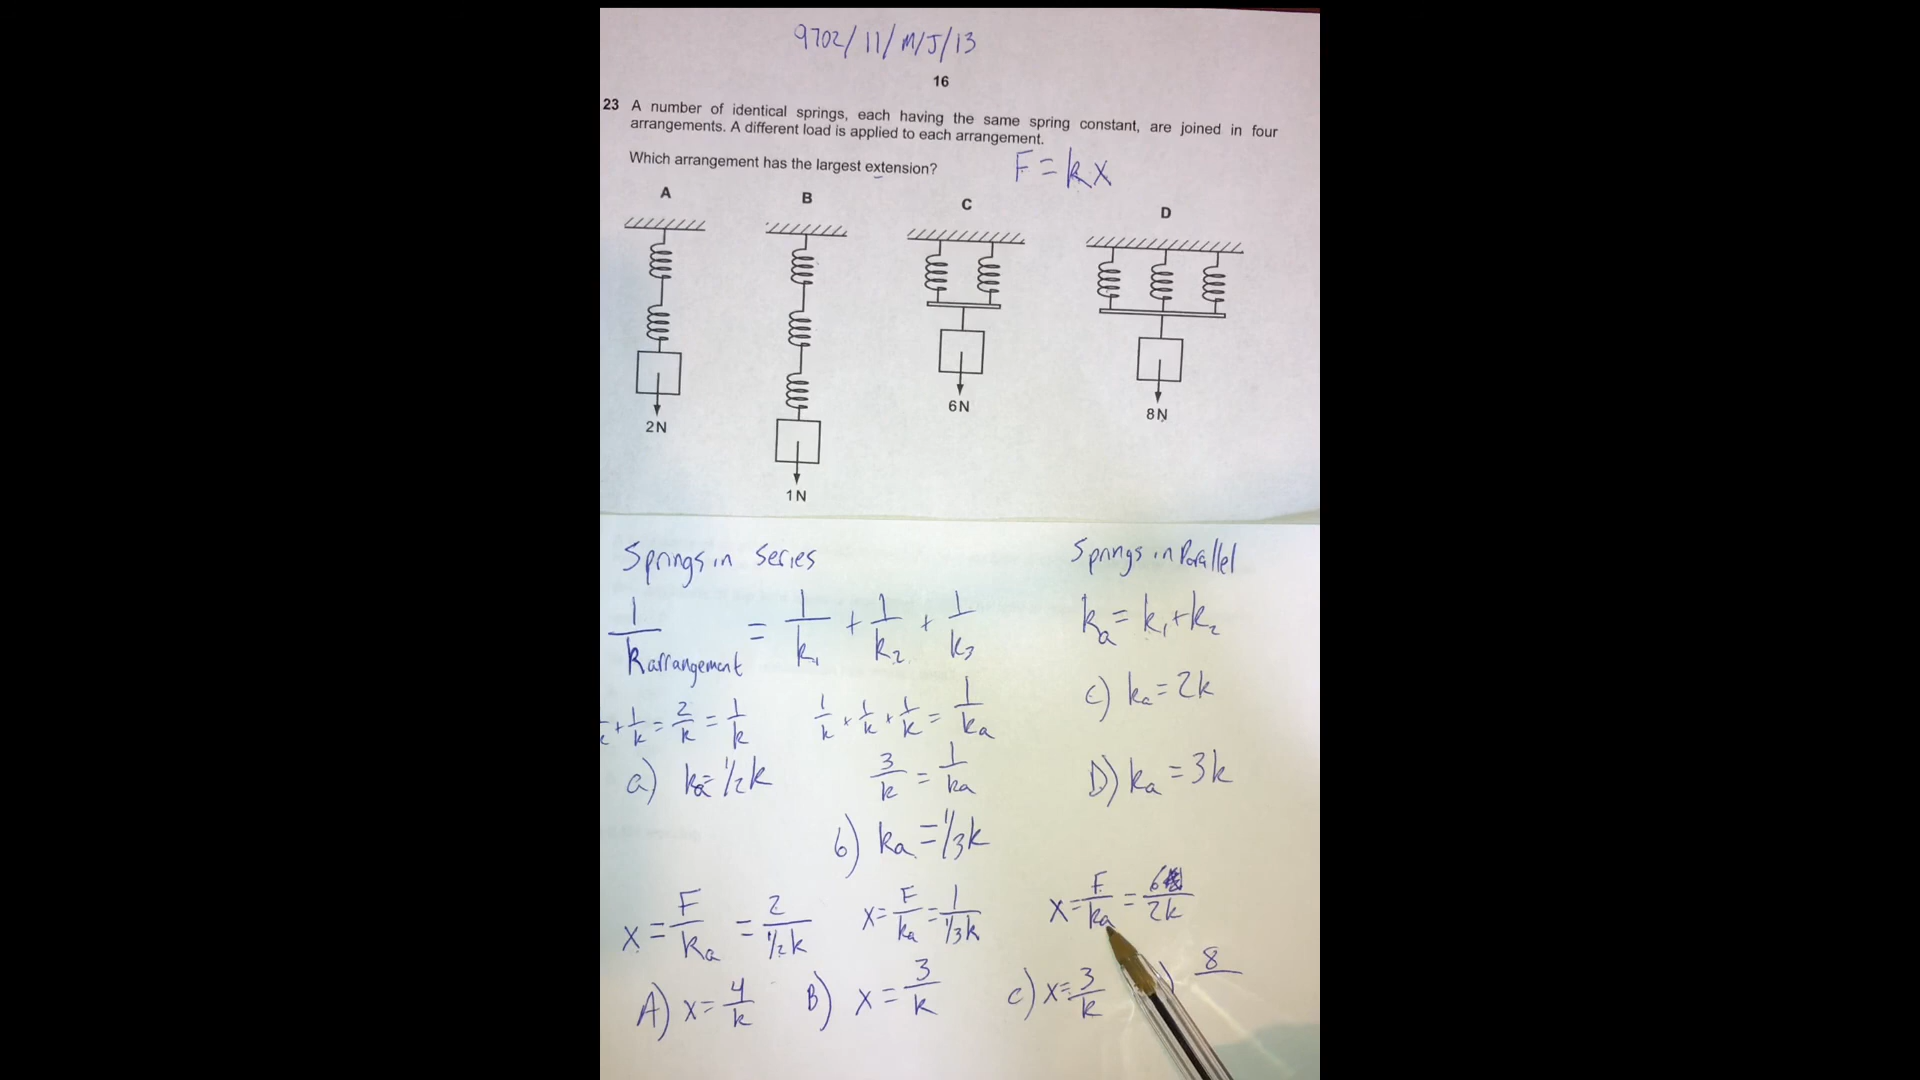 9702/11/M/J/13
16
23 A number of identical springs, each having the same spring constant, are joined in four
arrangements. A different load is applied to each arrangement.
Which arrangement has the largest extension?
F = kx
A B C D
2N
1N
6N
8N
Springs in Series
1/k arrangement = 1/k₁ + 1/k₂ + 1/k₃
+ 1/k = 2/k = 1/k
a) ka = 1/2k
1/k + 1/k + 1/k = 1/ka
3/k = 1/ka
b) ka = 1/3k
Springs in Parallel
ka = k₁ + k₂
c) ka = 2k
D) ka = 3k
x = F/ka = 2/½k
A) x = 4/k
x = F/ka = 1/⅓k
B) x = 3/k
x = F/ka = 6/2k
c) x = 3/k
) 8